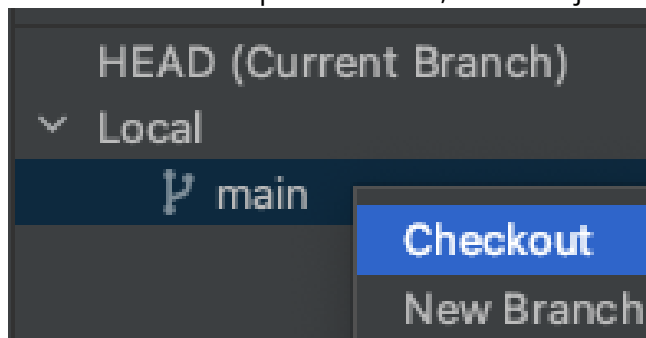 HEAD (Current Branch)
Local
main
Checkout
New Branch